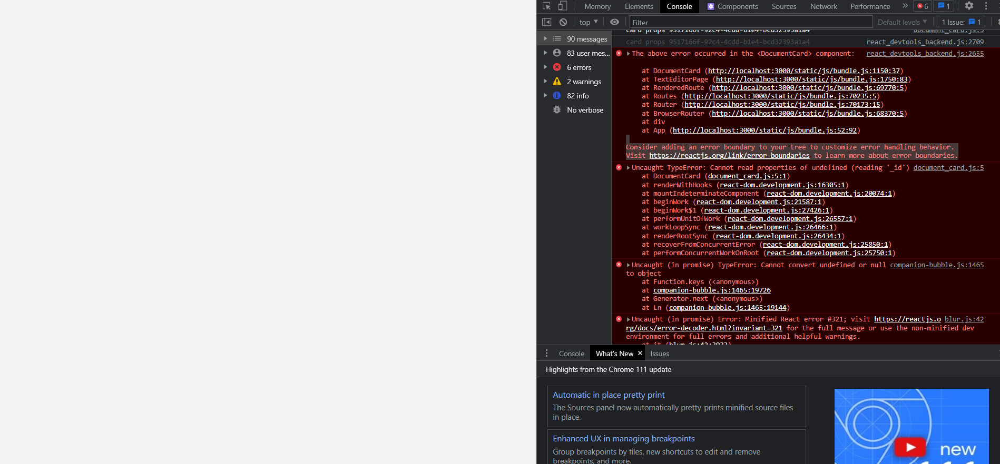 Memory Elements Console Components Sources Network Performance » 6 1
top Filter Default levels 1 Issue: 1
card props 9517166f-92c4-4cdd-b1e4-bcd32393a1a4 document_card.js:5
card props 9517166f-92c4-4cdd-b1e4-bcd32393a1a4 react_devtools_backend.js:2709
90 messages
83 user mes...
6 errors
2 warnings
82 info
No verbose
The above error occurred in the <DocumentCard> component: react_devtools_backend.js:2655
at DocumentCard (http://localhost:3000/static/js/bundle.js:1150:37)
at TextEditorPage (http://localhost:3000/static/js/bundle.js:1750:83)
at RenderedRoute (http://localhost:3000/static/js/bundle.js:69770:5)
at Routes (http://localhost:3000/static/js/bundle.js:70235:5)
at Router (http://localhost:3000/static/js/bundle.js:70173:15)
at BrowserRouter (http://localhost:3000/static/js/bundle.js:68370:5)
at div
at App (http://localhost:3000/static/js/bundle.js:52:92)
Consider adding an error boundary to your tree to customize error handling behavior.
Visit https://reactjs.org/link/error-boundaries to learn more about error boundaries.
Uncaught TypeError: Cannot read properties of undefined (reading '_id') document_card.js:5
at DocumentCard (document_card.js:5:1)
at renderWithHooks (react-dom.development.js:16305:1)
at mountIndeterminateComponent (react-dom.development.js:20074:1)
at beginWork (react-dom.development.js:21587:1)
at beginWork$1 (react-dom.development.js:27426:1)
at performUnitOfWork (react-dom.development.js:26557:1)
at workLoopSync (react-dom.development.js:26466:1)
at renderRootSync (react-dom.development.js:26434:1)
at recoverFromConcurrentError (react-dom.development.js:25850:1)
at performConcurrentWorkOnRoot (react-dom.development.js:25750:1)
Uncaught (in promise) TypeError: Cannot convert undefined or null companion-bubble.js:1465
to object
at Function.keys (<anonymous>)
at companion-bubble.js:1465:19726
at Generator.next (<anonymous>)
at Ln (companion-bubble.js:1465:19144)
Uncaught (in promise) Error: Minified React error #321; visit https://reactjs.o blur.js:42
rg/docs/error-decoder.html?invariant=321 for the full message or use the non-minified dev
environment for full errors and additional helpful warnings.
at it (blur.js:42:3933)
Console What's New × Issues
Highlights from the Chrome 111 update
Automatic in place pretty print
The Sources panel now automatically pretty-prints minified source files
in place.
Enhanced UX in managing breakpoints
Group breakpoints by files, new shortcuts to edit and remove
breakpoints, and more.
new